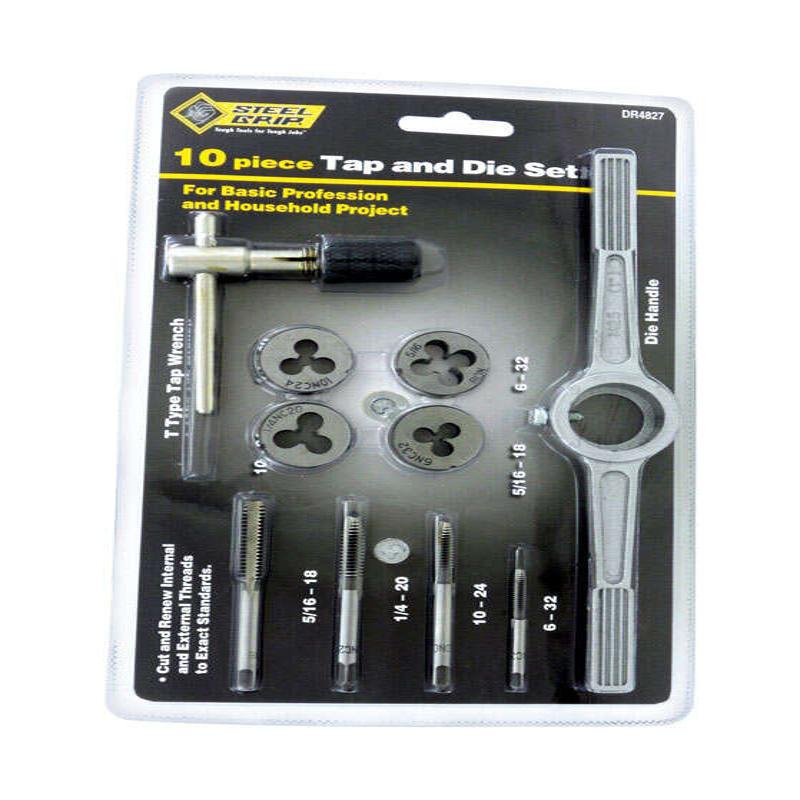 STEEL
GRIP
Tough Tools for Tough Jobs
DR4827
10 piece Tap and Die Set
For Basic Profession
and Household Project
T Type Tap Wrench
Die Handle
10NC24
5/16
1/4NC20
6NC32
6 - 32
5/16 - 18
10
• Cut and Renew Internal
and External Threads
to Exact Standards.
5/16 - 18
1/4 - 20
10 - 24
6 - 32